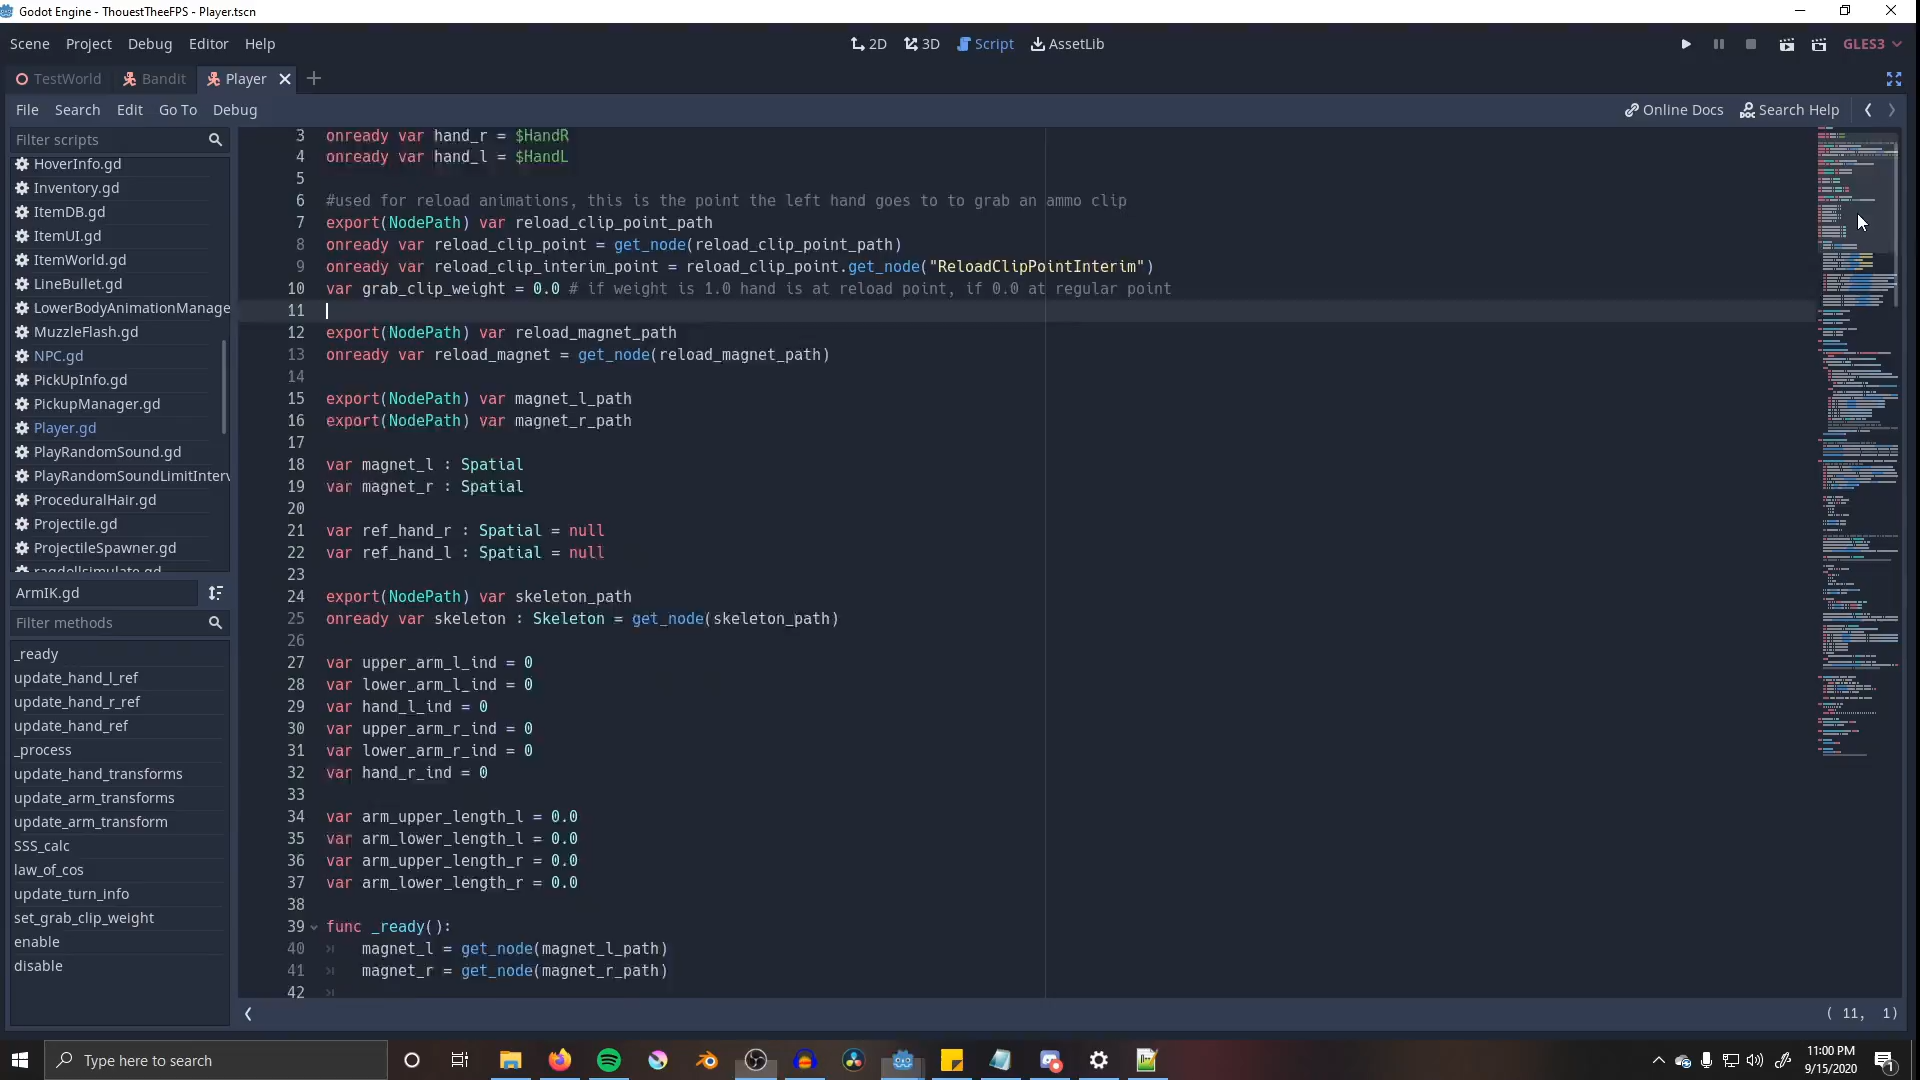 Godot Engine - ThouestTheeFPS - Player.tscn
Scene Project Debug Editor Help
2D 3D Script AssetLib
GLES3
TestWorld Bandit Player
File Search Edit Go To Debug
Online Docs Search Help
Filter scripts
HoverInfo.gd
Inventory.gd
ItemDB.gd
ItemUI.gd
ItemWorld.gd
LineBullet.gd
LowerBodyAnimationManage
MuzzleFlash.gd
NPC.gd
PickUpInfo.gd
PickupManager.gd
Player.gd
PlayRandomSound.gd
PlayRandomSoundLimitInterv
ProceduralHair.gd
Projectile.gd
ProjectileSpawner.gd
ragdollsimulate.gd
ArmIK.gd
Filter methods
_ready
update_hand_l_ref
update_hand_r_ref
update_hand_ref
_process
update_hand_transforms
update_arm_transforms
update_arm_transform
SSS_calc
law_of_cos
update_turn_info
set_grab_clip_weight
enable
disable
3 onready var hand_r = $HandR
4 onready var hand_l = $HandL
5
6 #used for reload animations, this is the point the left hand goes to to grab an ammo clip
7 export(NodePath) var reload_clip_point_path
8 onready var reload_clip_point = get_node(reload_clip_point_path)
9 onready var reload_clip_interim_point = reload_clip_point.get_node("ReloadClipPointInterim")
10 var grab_clip_weight = 0.0 # if weight is 1.0 hand is at reload point, if 0.0 at regular point
11
12 export(NodePath) var reload_magnet_path
13 onready var reload_magnet = get_node(reload_magnet_path)
14
15 export(NodePath) var magnet_l_path
16 export(NodePath) var magnet_r_path
17
18 var magnet_l : Spatial
19 var magnet_r : Spatial
20
21 var ref_hand_r : Spatial = null
22 var ref_hand_l : Spatial = null
23
24 export(NodePath) var skeleton_path
25 onready var skeleton : Skeleton = get_node(skeleton_path)
26
27 var upper_arm_l_ind = 0
28 var lower_arm_l_ind = 0
29 var hand_l_ind = 0
30 var upper_arm_r_ind = 0
31 var lower_arm_r_ind = 0
32 var hand_r_ind = 0
33
34 var arm_upper_length_l = 0.0
35 var arm_lower_length_l = 0.0
36 var arm_upper_length_r = 0.0
37 var arm_lower_length_r = 0.0
38
39 func _ready():
40 magnet_l = get_node(magnet_l_path)
41 magnet_r = get_node(magnet_r_path)
42
( 11, 1)
Type here to search
11:00 PM
9/15/2020
1